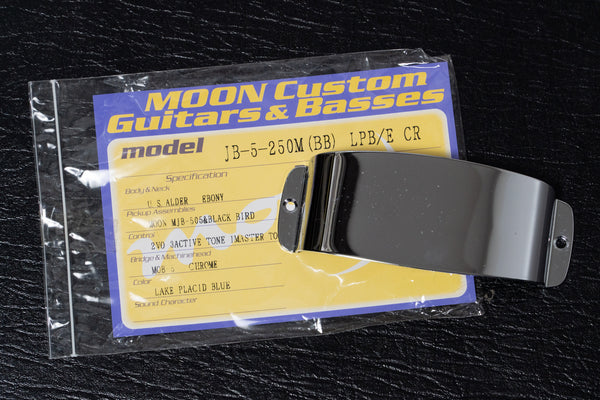 MOON Custom
Guitars & Basses
model JB-5-250M(BB) LPB/E CR
Specification
Body & Neck
U.S.ALDER EBONY
Pickup Assemblies
MOON MJB-505&BLACK BIRD
Control
2VO 3ACTIVE TONE 1MASTER TO
Bridge & Machinehead
MOB 5 CHROME
Color
LAKE PLACID BLUE
Sound Character